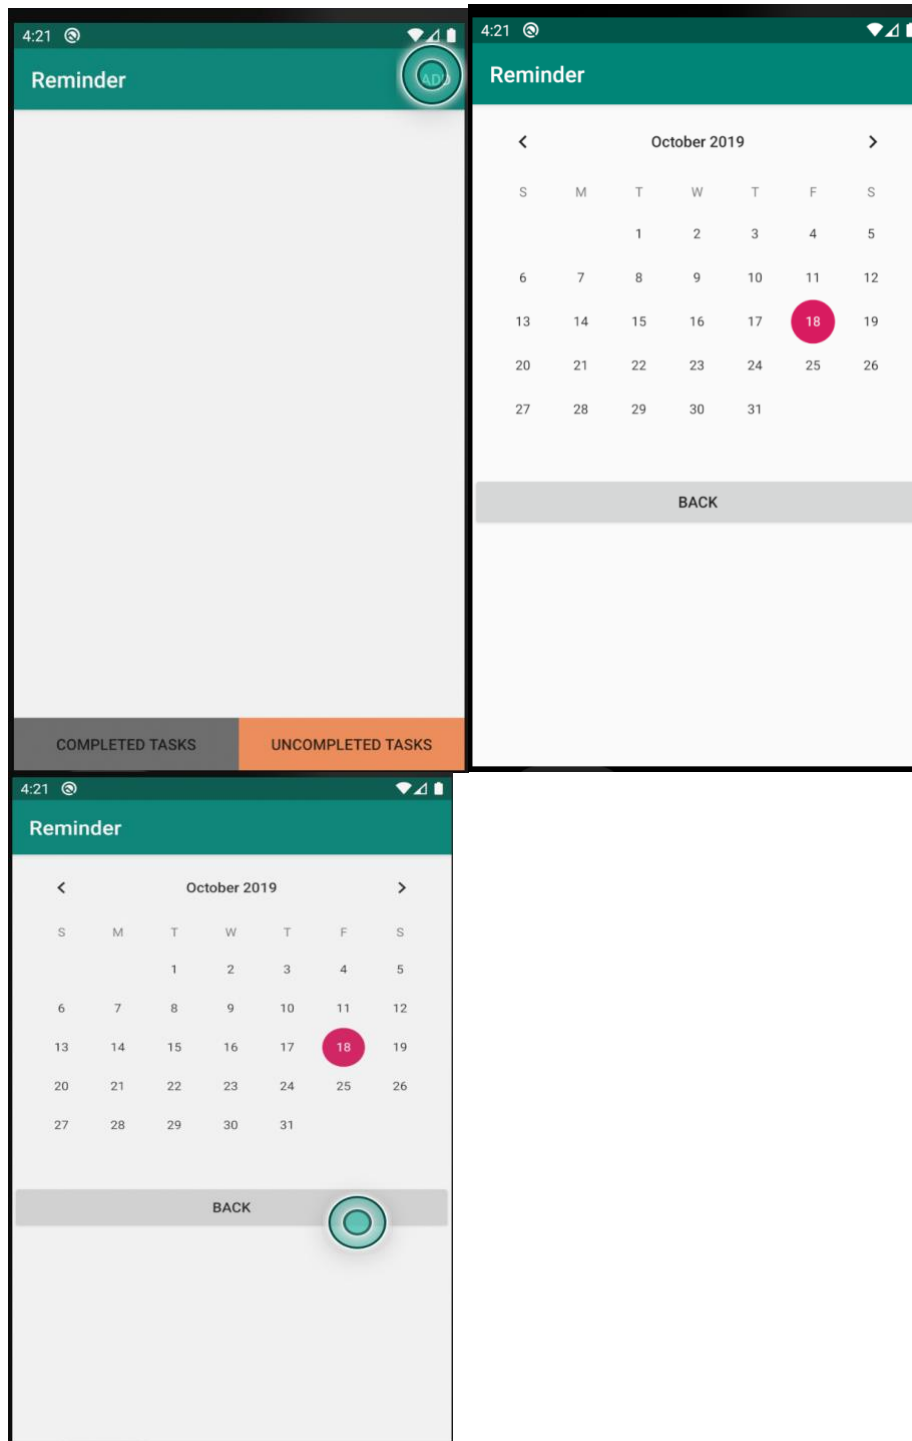 4:21
Reminder
ADD
COMPLETED TASKS UNCOMPLETED TASKS
4:21
Reminder
October 2019
S M T W T F S
1 2 3 4 5
6 7 8 9 10 11 12
13 14 15 16 17 18 19
20 21 22 23 24 25 26
27 28 29 30 31
BACK
4:21
Reminder
October 2019
S M T W T F S
1 2 3 4 5
6 7 8 9 10 11 12
13 14 15 16 17 18 19
20 21 22 23 24 25 26
27 28 29 30 31
BACK